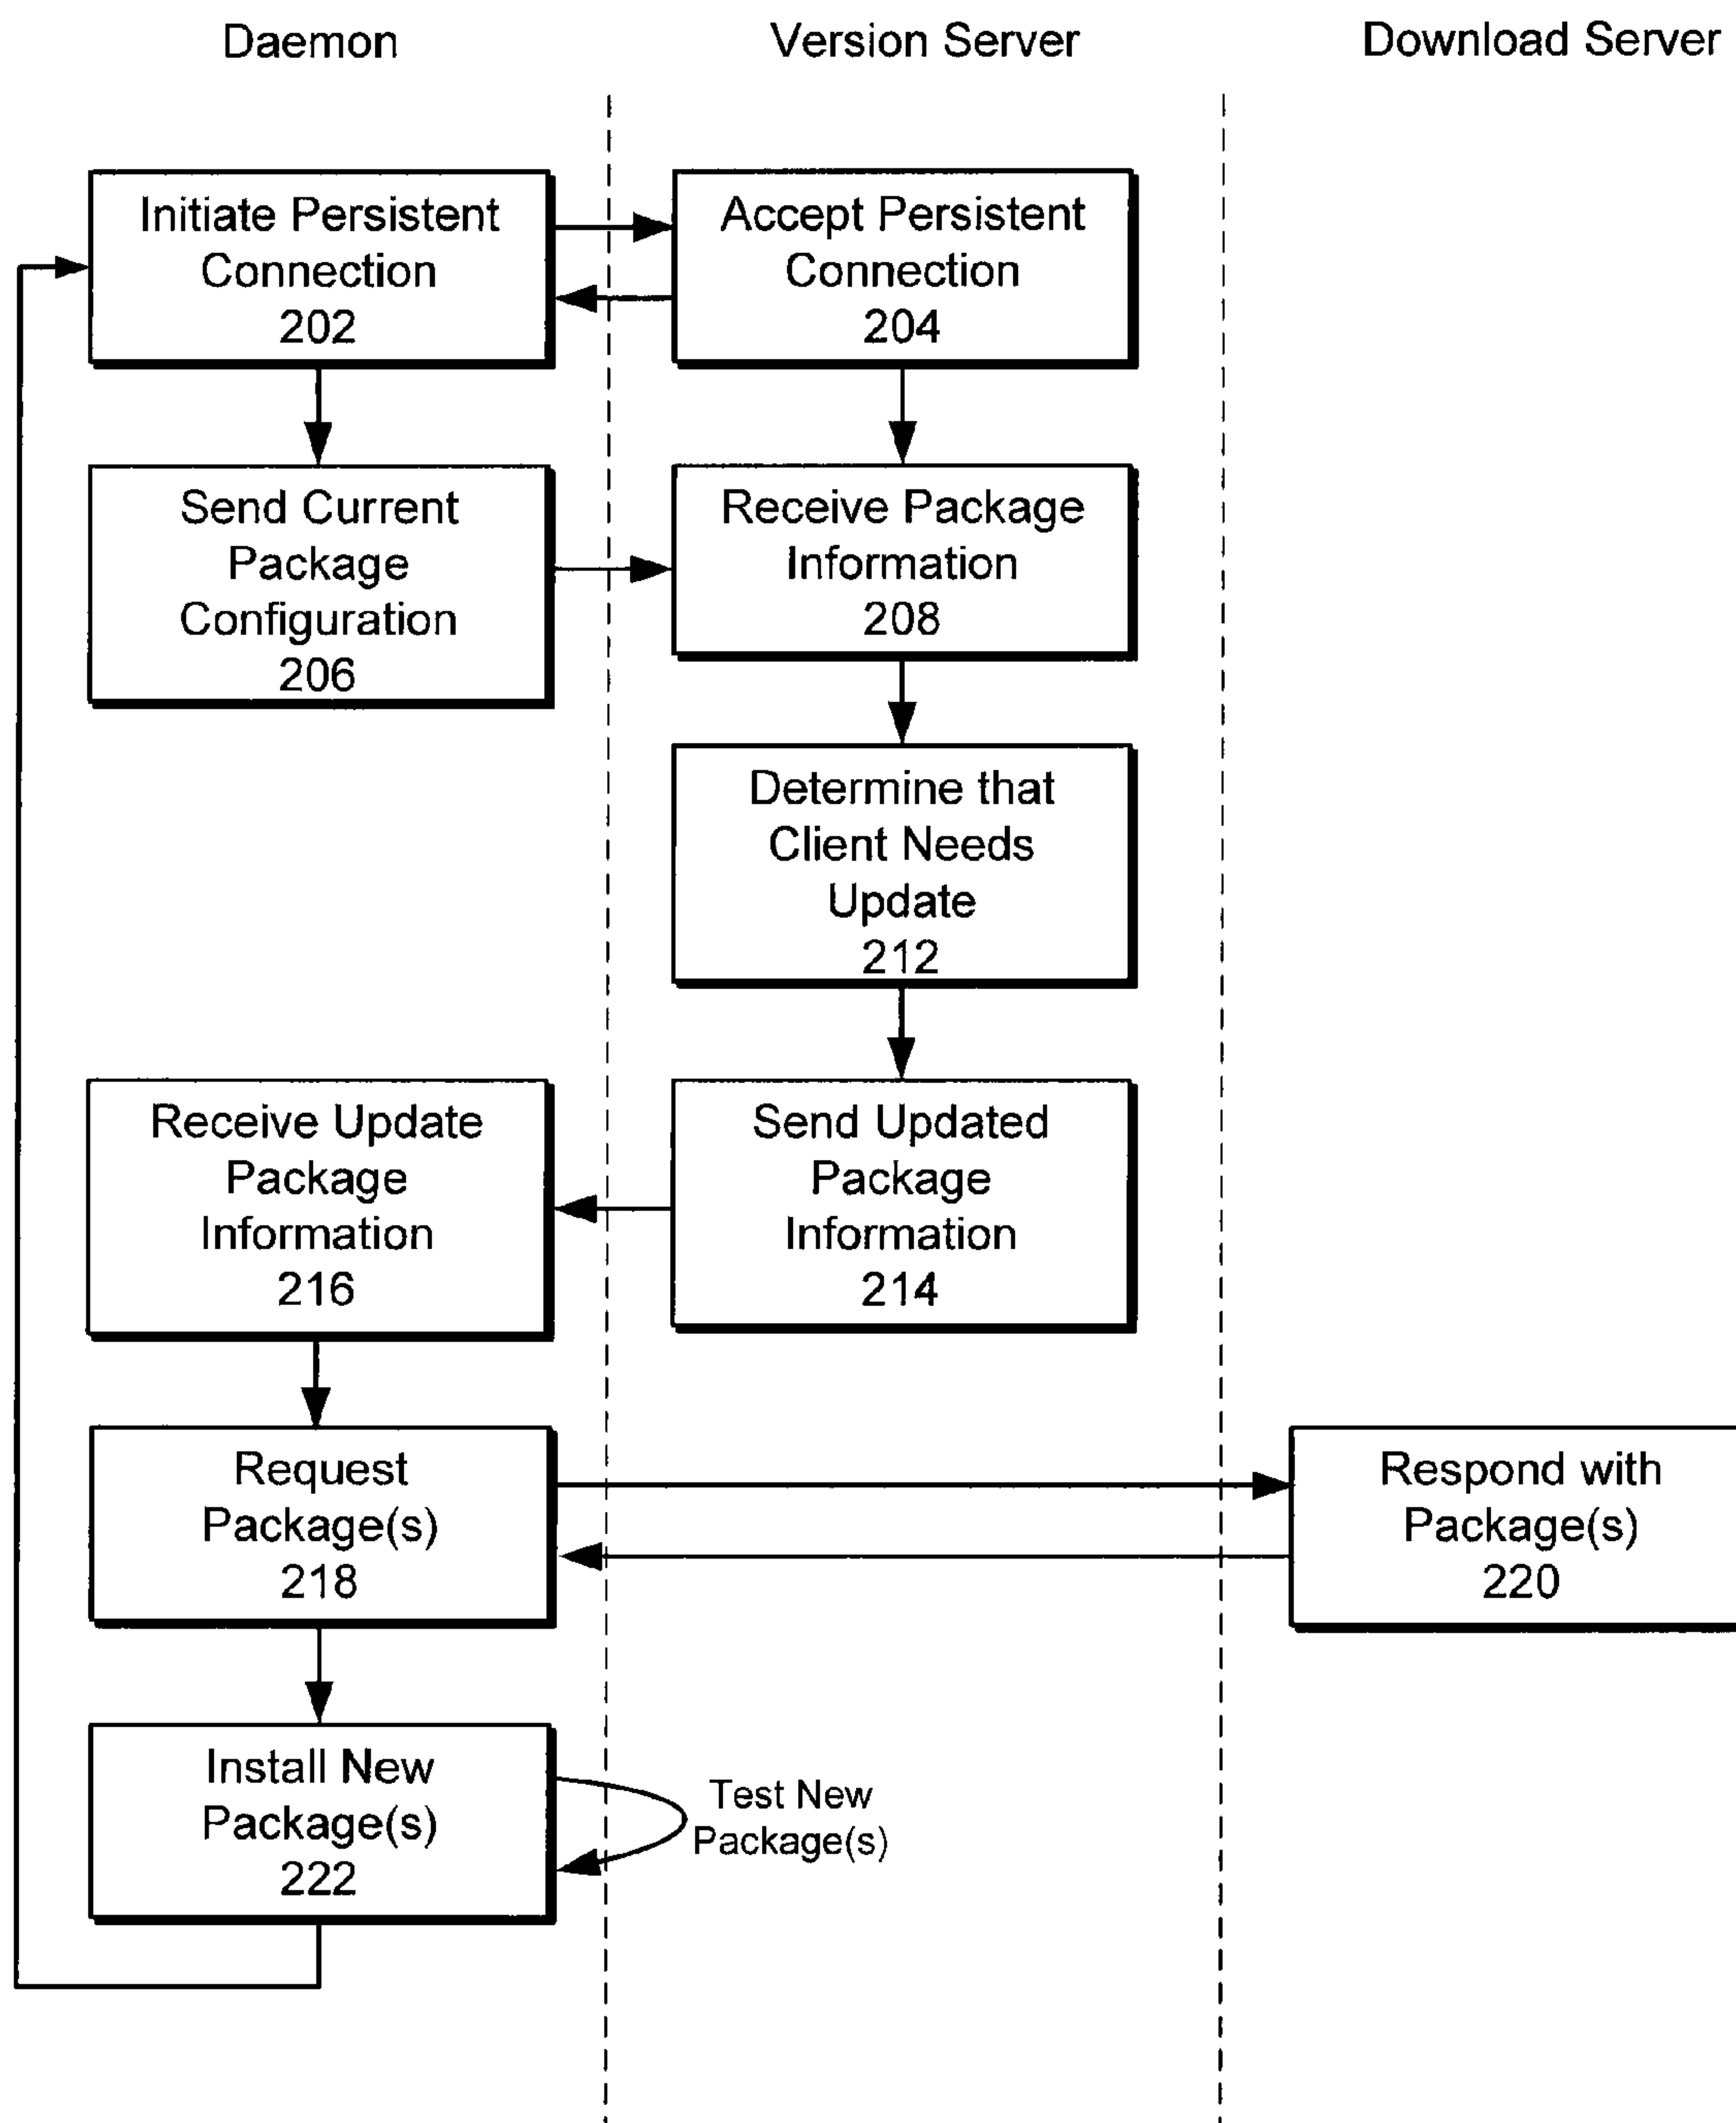 Daemon
Version Server
Download Server
Initiate Persistent
Connection
202
Accept Persistent
Connection
204
Send Current
Package
Configuration
206
Receive Package
Information
208
Determine that
Client Needs
Update
212
Receive Update
Package
Information
216
Send Updated
Package
Information
214
Request
Package(s)
218
Respond with
Package(s)
220
Install New
Package(s)
222
Test New
Package(s)